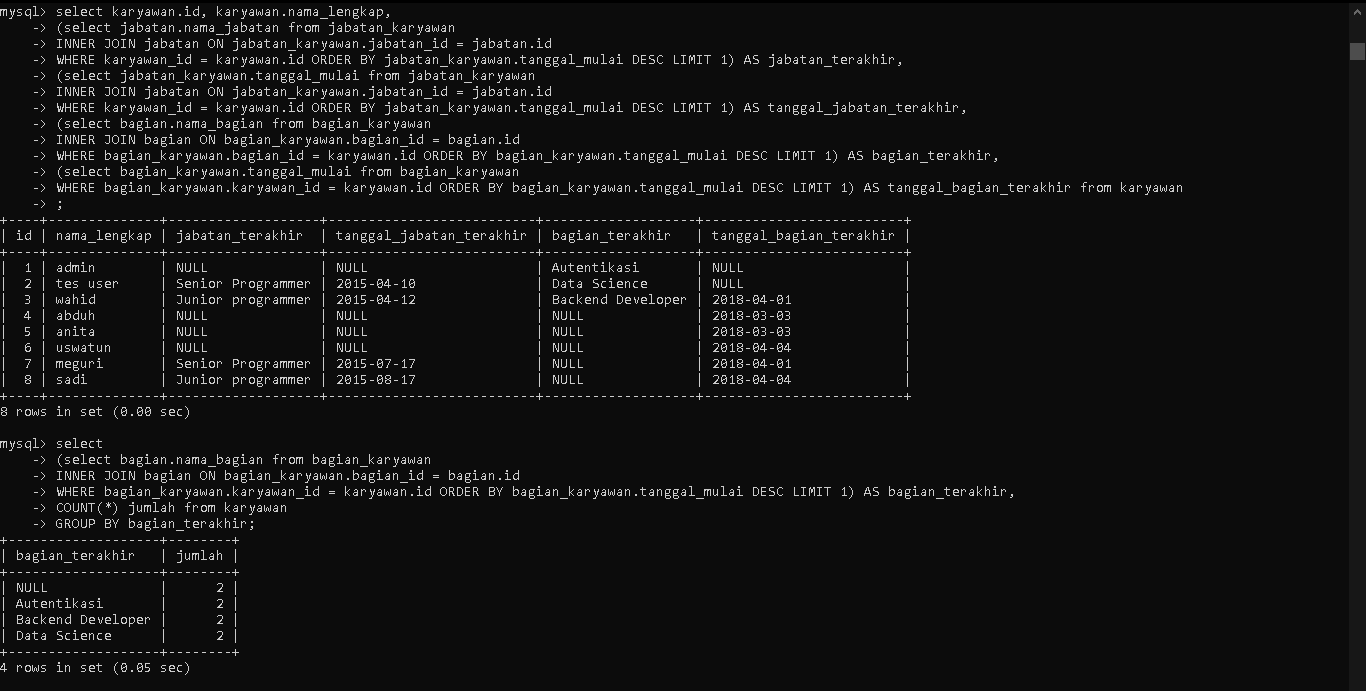 mysql> select karyawan.id, karyawan.nama_lengkap,
    -> (select jabatan.nama_jabatan from jabatan_karyawan
    -> INNER JOIN jabatan ON jabatan_karyawan.jabatan_id = jabatan.id
    -> WHERE karyawan_id = karyawan.id ORDER BY jabatan_karyawan.tanggal_mulai DESC LIMIT 1) AS jabatan_terakhir,
    -> (select jabatan_karyawan.tanggal_mulai from jabatan_karyawan
    -> INNER JOIN jabatan ON jabatan_karyawan.jabatan_id = jabatan.id
    -> WHERE karyawan_id = karyawan.id ORDER BY jabatan_karyawan.tanggal_mulai DESC LIMIT 1) AS tanggal_jabatan_terakhir,
    -> (select bagian.nama_bagian from bagian_karyawan
    -> INNER JOIN bagian ON bagian_karyawan.bagian_id = bagian.id
    -> WHERE bagian_karyawan.bagian_id = karyawan.id ORDER BY bagian_karyawan.tanggal_mulai DESC LIMIT 1) AS bagian_terakhir,
    -> (select bagian_karyawan.tanggal_mulai from bagian_karyawan
    -> WHERE bagian_karyawan.karyawan_id = karyawan.id ORDER BY bagian_karyawan.tanggal_mulai DESC LIMIT 1) AS tanggal_bagian_terakhir from karyawan
    -> ;
+----+--------------+-------------------+--------------------------+-------------------+-------------------------+
| id | nama_lengkap | jabatan_terakhir  | tanggal_jabatan_terakhir | bagian_terakhir   | tanggal_bagian_terakhir |
+----+--------------+-------------------+--------------------------+-------------------+-------------------------+
|  1 | admin        | NULL              | NULL                     | Autentikasi       | NULL                    |
|  2 | tes user     | Senior Programmer | 2015-04-10               | Data Science      | NULL                    |
|  3 | wahid        | Junior programmer | 2015-04-12               | Backend Developer | 2018-04-01              |
|  4 | abduh        | NULL              | NULL                     | NULL              | 2018-03-03              |
|  5 | anita        | NULL              | NULL                     | NULL              | 2018-03-03              |
|  6 | uswatun      | NULL              | NULL                     | NULL              | 2018-04-04              |
|  7 | meguri       | Senior Programmer | 2015-07-17               | NULL              | 2018-04-01              |
|  8 | sadi         | Junior programmer | 2015-08-17               | NULL              | 2018-04-04              |
+----+--------------+-------------------+--------------------------+-------------------+-------------------------+
8 rows in set (0.00 sec)
mysql> select
    -> (select bagian.nama_bagian from bagian_karyawan
    -> INNER JOIN bagian ON bagian_karyawan.bagian_id = bagian.id
    -> WHERE bagian_karyawan.karyawan_id = karyawan.id ORDER BY bagian_karyawan.tanggal_mulai DESC LIMIT 1) AS bagian_terakhir,
    -> COUNT(*) jumlah from karyawan
    -> GROUP BY bagian_terakhir;
+-------------------+--------+
| bagian_terakhir   | jumlah |
+-------------------+--------+
| NULL              |      2 |
| Autentikasi       |      2 |
| Backend Developer |      2 |
| Data Science      |      2 |
+-------------------+--------+
4 rows in set (0.05 sec)